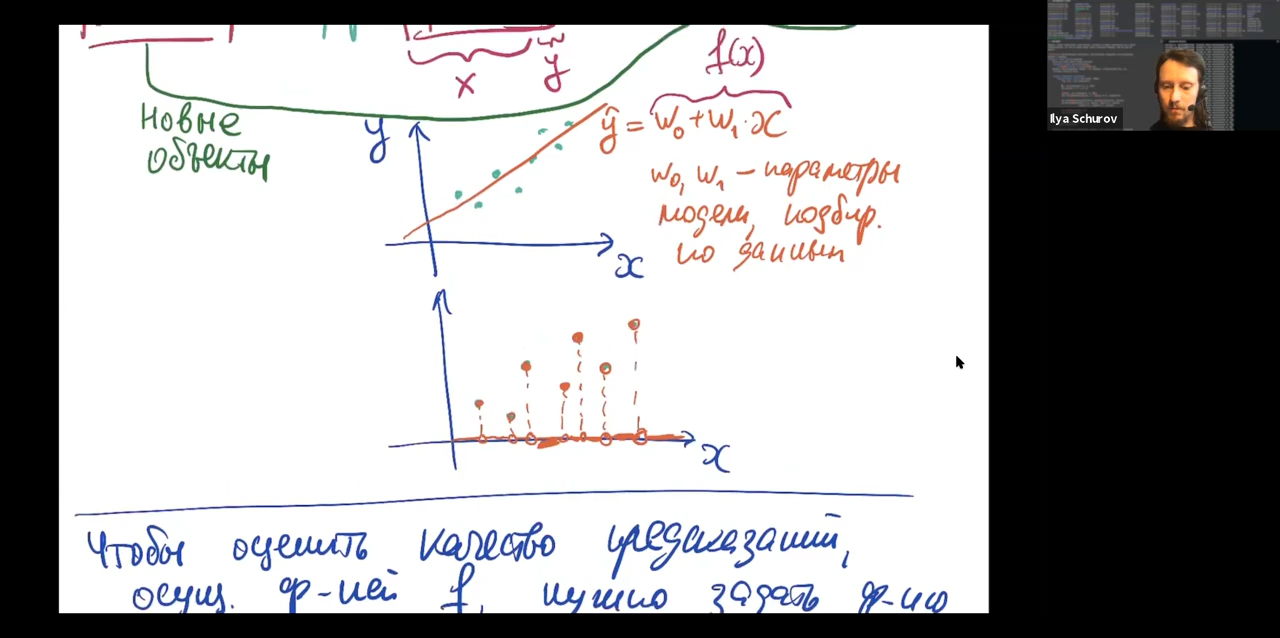 x
ỹ
f(x)
Новые
объекты
y
ŷ = w₀ + w₁ · x
w₀, w₁ – параметры
модели, подбир.
по данным
x
x
Чтобы оценить качество предсказаний,
осущ. ф-ией f, нужно задать ф-ию
Ilya Schurov